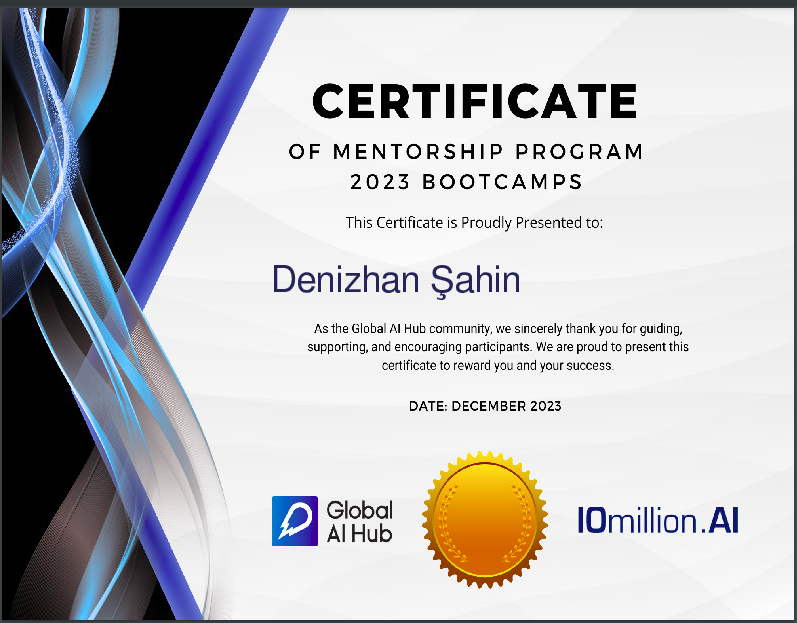 CERTIFICATE
OF MENTORSHIP PROGRAM
2023 BOOTCAMPS
This Certificate is Proudly Presented to:
Denizhan Şahin
As the Global AI Hub community, we sincerely thank you for guiding,
supporting, and encouraging participants. We are proud to present this
certificate to reward you and your success.
DATE: DECEMBER 2023
Global
AI Hub
10million.AI